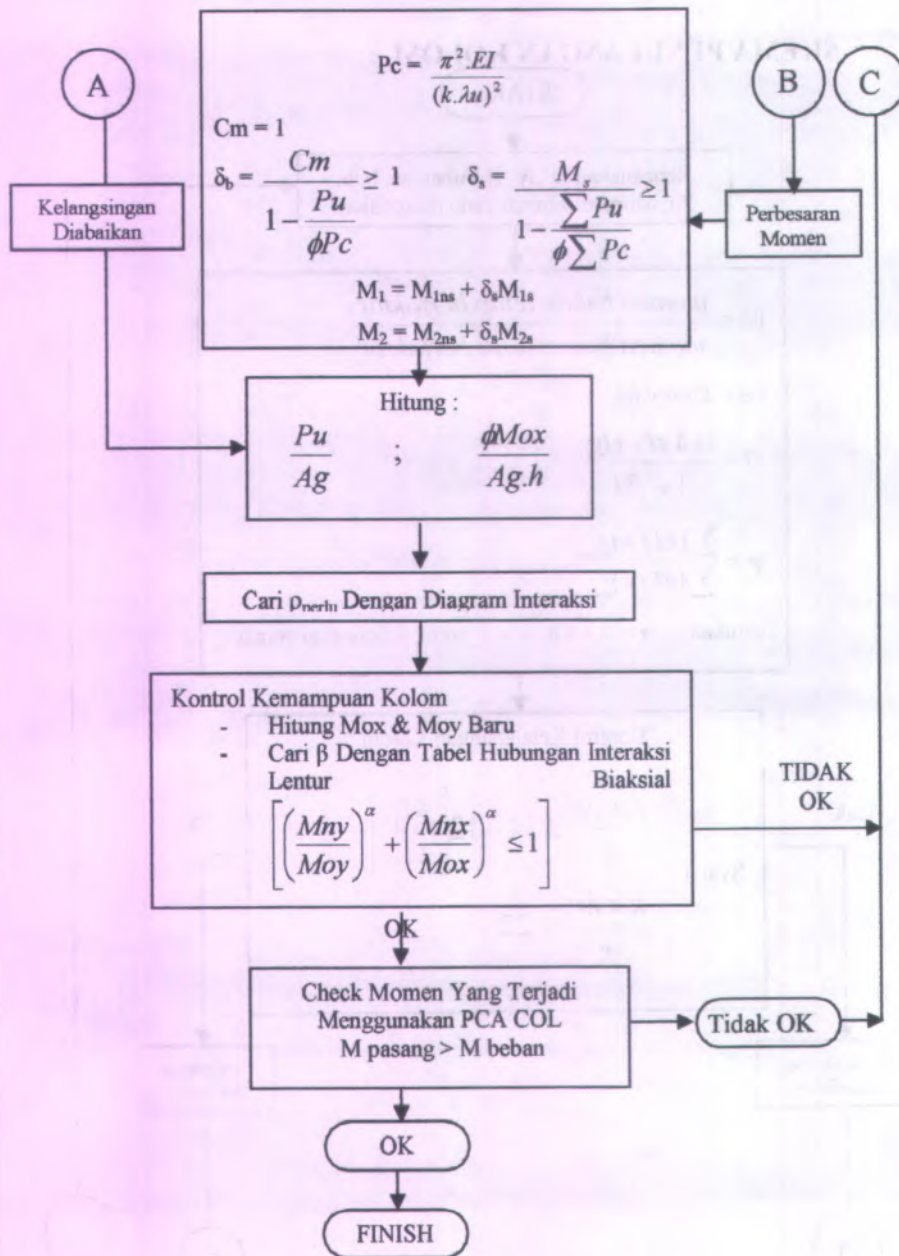 A
B
C
Pc = π².EI / (k.λu)²
Cm = 1
δb = Cm / (1 - Pu / ϕPc) ≥
δs = Ms / (1 - ∑Pu / ϕ∑Pc) ≥ 1
M1 = M1ns + δsM1s
M2 = M2ns + δsM2s
Kelangsingan
Diabaikan
Perbesaran
Momen
Hitung :
Pu / Ag ; ϕMox / Ag.h
Cari ρperlu Dengan Diagram Interaksi
Kontrol Kemampuan Kolom
- Hitung Mox & Moy Baru
- Cari β Dengan Tabel Hubungan Interaksi
Lentur Biaksial
[(Mny / Moy)^α + (Mnx / Mox)^α ≤ 1]
TIDAK
OK
OK
Check Momen Yang Terjadi
Menggunakan PCA COL
M pasang > M beban
Tidak OK
OK
FINISH